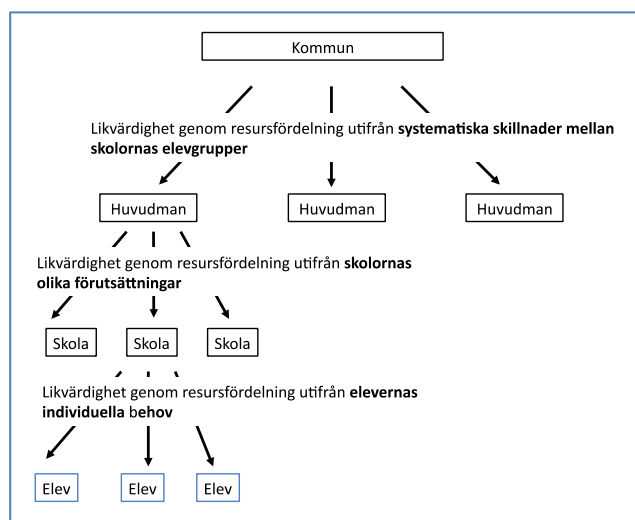 Kommun
Likvärdighet genom resursfördelning utifrån systematiska skillnader mellan
skolornas elevgrupper
Huvudman Huvudman Huvudman
Likvärdighet genom resursfördelning utifrån skolornas
olika förutsättningar
Skola Skola Skola
Likvärdighet genom resursfördelning utifrån elevernas
individuella behov
Elev Elev Elev